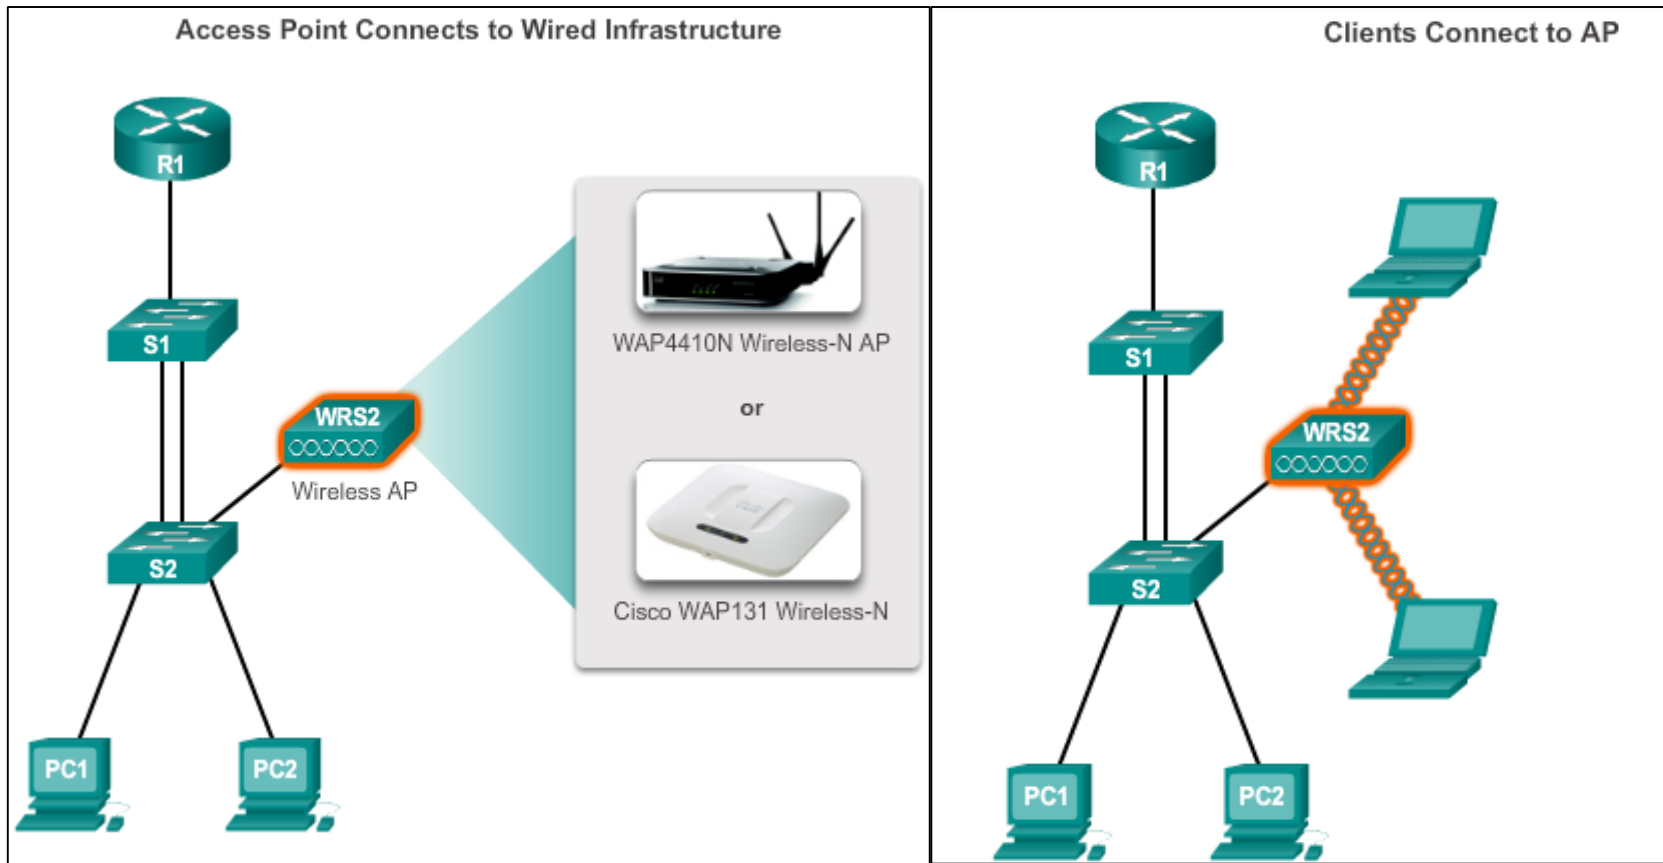 Access Point Connects to Wired Infrastructure
R1
S1
WRS2
Wireless AP
S2
PC1
PC2
WAP4410N Wireless-N AP
or
Cisco WAP131 Wireless-N
Clients Connect to AP
R1
S1
WRS2
S2
PC1
PC2